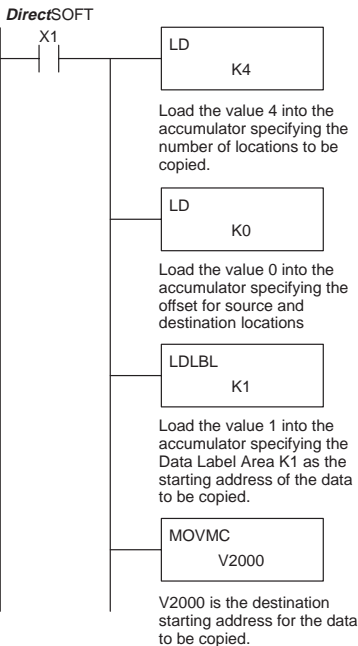 DirectSOFT
X1
LD
K4
Load the value 4 into the
accumulator specifying the
number of locations to be
copied.
LD
K0
Load the value 0 into the
accumulator specifying the
offset for source and
destination locations
LDLBL
K1
Load the value 1 into the
accumulator specifying the
Data Label Area K1 as the
starting address of the data
to be copied.
MOVMC
V2000
V2000 is the destination
starting address for the data
to be copied.